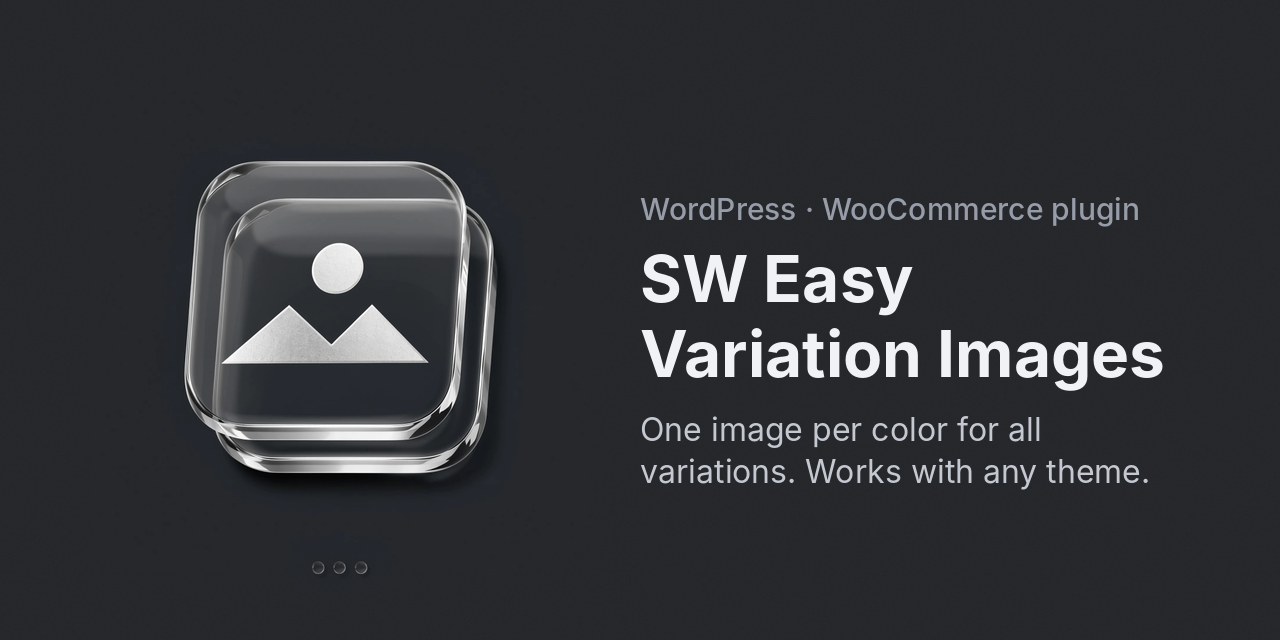 WordPress · WooCommerce plugin
SW Easy
Variation Images
One image per color for all
variations. Works with any theme.